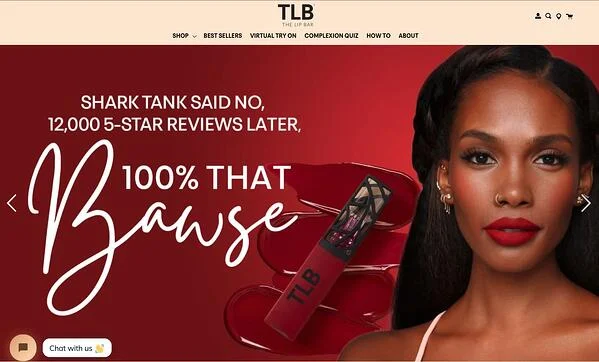 TLB
THE LIP BAR
SHOP BEST SELLERS VIRTUAL TRY ON COMPLEXION QUIZ HOW TO ABOUT
SHARK TANK SAID NO,
12,000 5-STAR REVIEWS LATER,
100% THAT
Bawse
TLB
Chat with us 👋